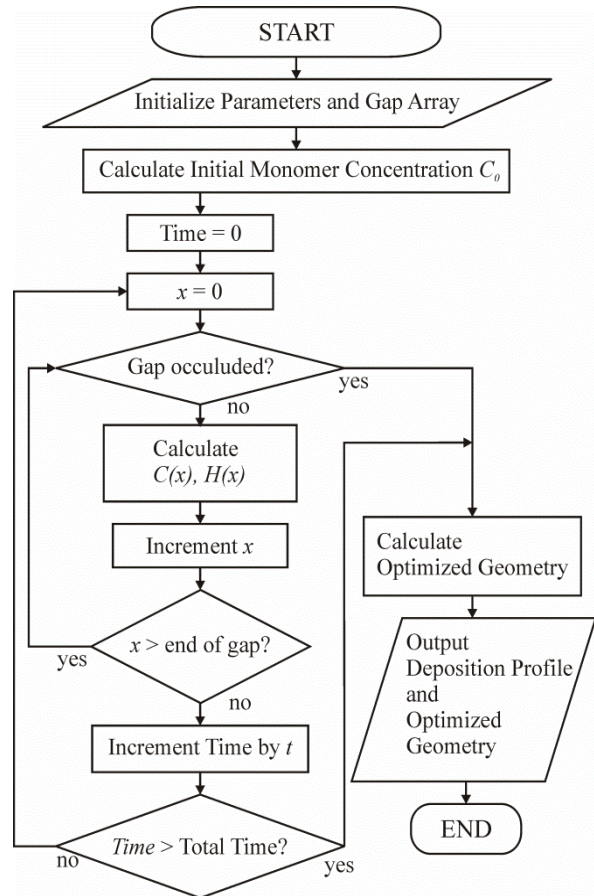 START
Initialize Parameters and Gap Array
Calculate Initial Monomer Concentration C₀
Time = 0
x = 0
Gap occuluded?
yes
no
Calculate
C(x), H(x)
Increment x
x > end of gap?
yes
no
Increment Time by t
Time > Total Time?
no
yes
Calculate
Optimized Geometry
Output
Deposition Profile
and
Optimized
Geometry
END